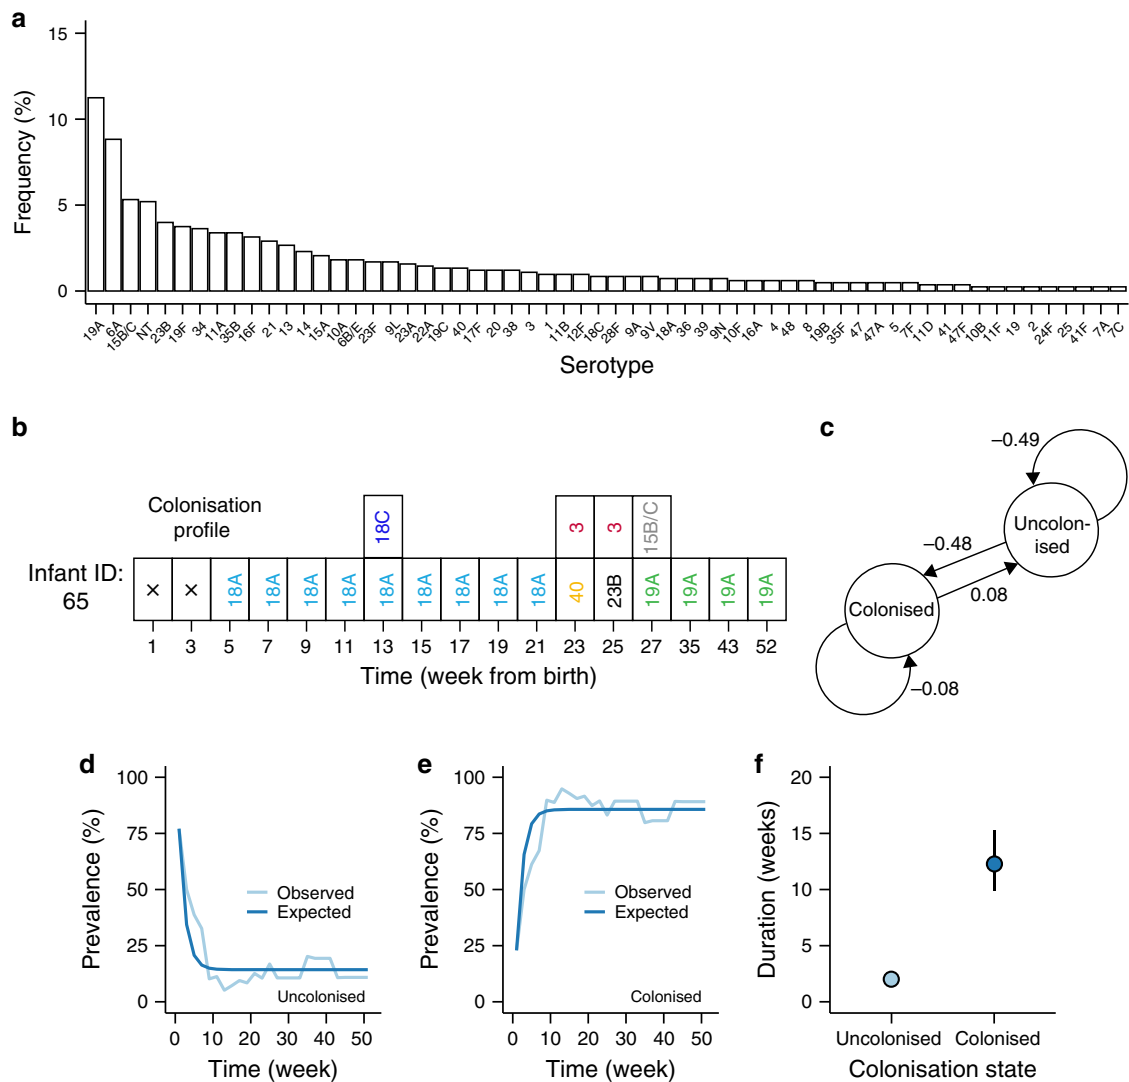 a
15
10
5
0
Frequency (%)
19A 6A 15B/C NT 23B 19F 34 11A 35B 16F 21 13 14 15A 10A 6B/E 23F 9L 23A 22A 19C 40 17F 20 38 3 1 11B 12F 18C 28F 9A 9V 18A 36 39 9N 10F 16A 4 48 8 19B 35F 47 47A 5 7F 11D 41 47F 10B 11F 19 2 24F 25 41F 7A 7C
Serotype
b
Colonisation
profile
18C 3 3 15B/C
Infant ID:
65
× × 18A 18A 18A 18A 18A 18A 18A 18A 18A 40 23B 19A 19A 19A 19A
1 3 5 7 9 11 13 15 17 19 21 23 25 27 35 43 52
Time (week from birth)
c
−0.49
Uncolon-
ised
−0.48
0.08
Colonised
−0.08
d
100
75
50
25
0
Prevalence (%)
Observed
Expected
Uncolonised
0 10 20 30 40 50
Time (week)
e
100
75
50
25
0
Prevalence (%)
Observed
Expected
Colonised
0 10 20 30 40 50
Time (week)
f
20
15
10
5
0
Duration (weeks)
Uncolonised Colonised
Colonisation state